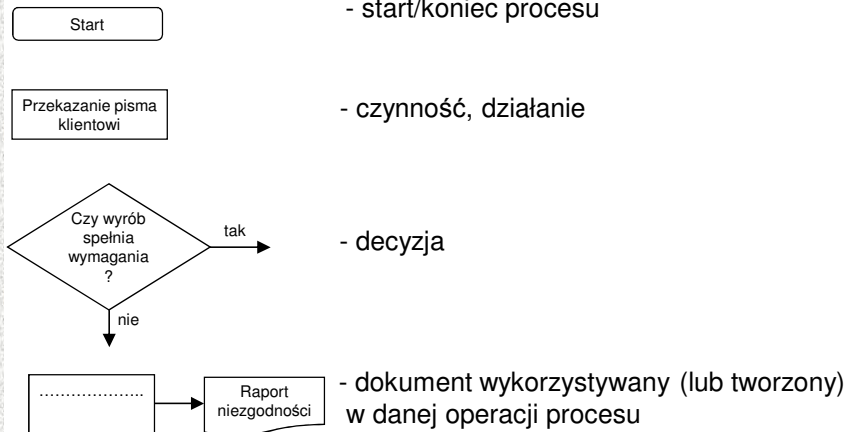 Start
- start/koniec procesu
Przekazanie pisma
klientowi
- czynność, działanie
Czy wyrób
spełnia
wymagania
?
tak
nie
- decyzja
………………..
Raport
niezgodności
- dokument wykorzystywany (lub tworzony)
w danej operacji procesu